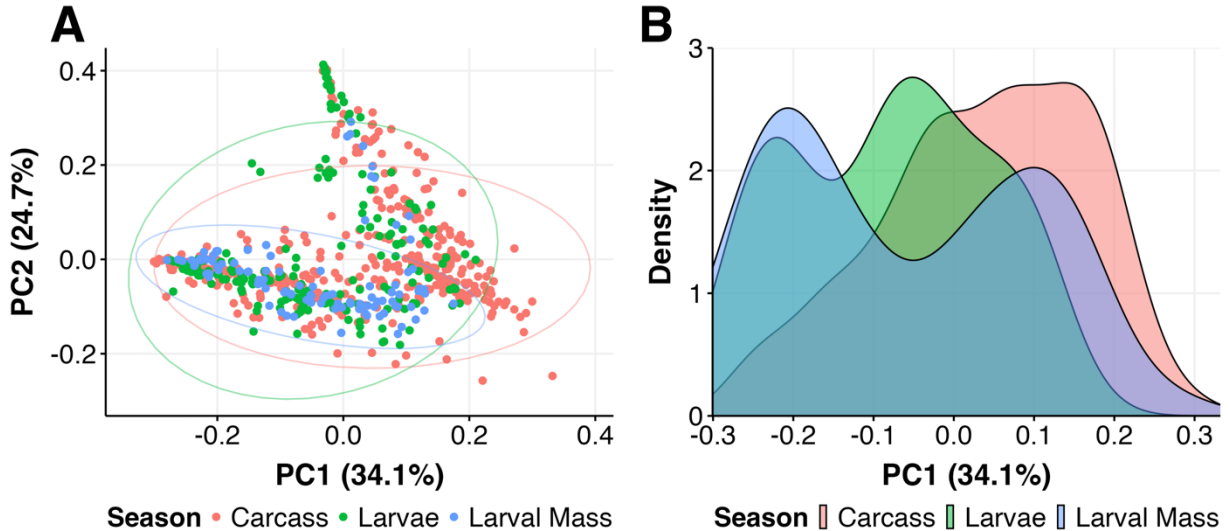 A
PC2 (24.7%)
0.4
0.2
0.0
-0.2
-0.2 0.0 0.2 0.4
PC1 (34.1%)
Season Carcass Larvae Larval Mass
B
Density
3
2
1
0
-0.3 -0.2 -0.1 0.0 0.1 0.2 0.3
PC1 (34.1%)
Season Carcass Larvae Larval Mass